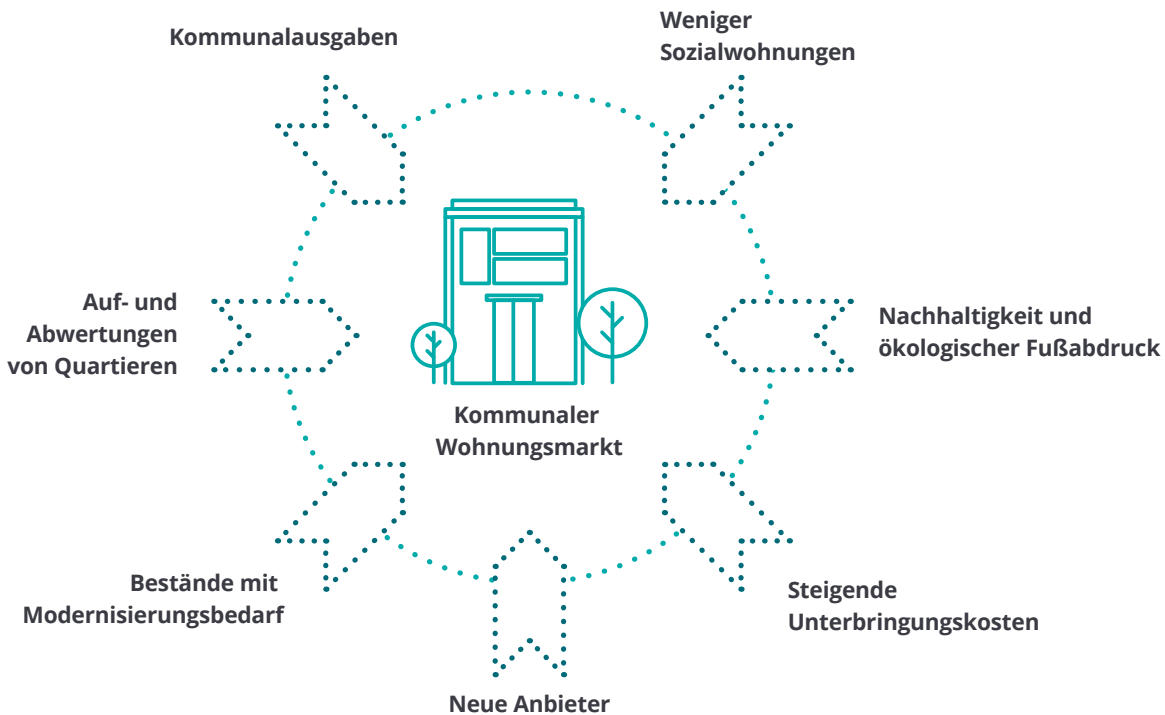 Kommunalausgaben
Weniger
Sozialwohnungen
Auf- und
Abwertungen
von Quartieren
Nachhaltigkeit und
ökologischer Fußabdruck
Kommunaler
Wohnungsmarkt
Bestände mit
Modernisierungsbedarf
Steigende
Unterbringungskosten
Neue Anbieter